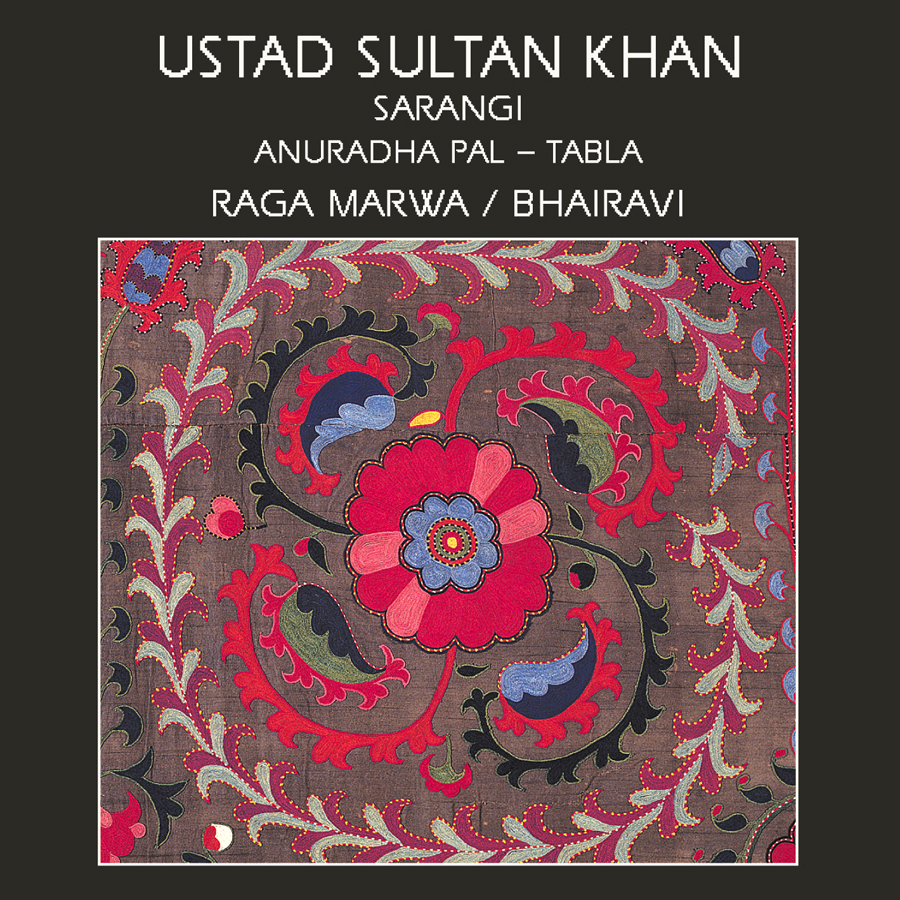 USTAD SULTAN KHAN
SARANGI
ANURADHA PAL – TABLA
RAGA MARWA / BHAIRAVI